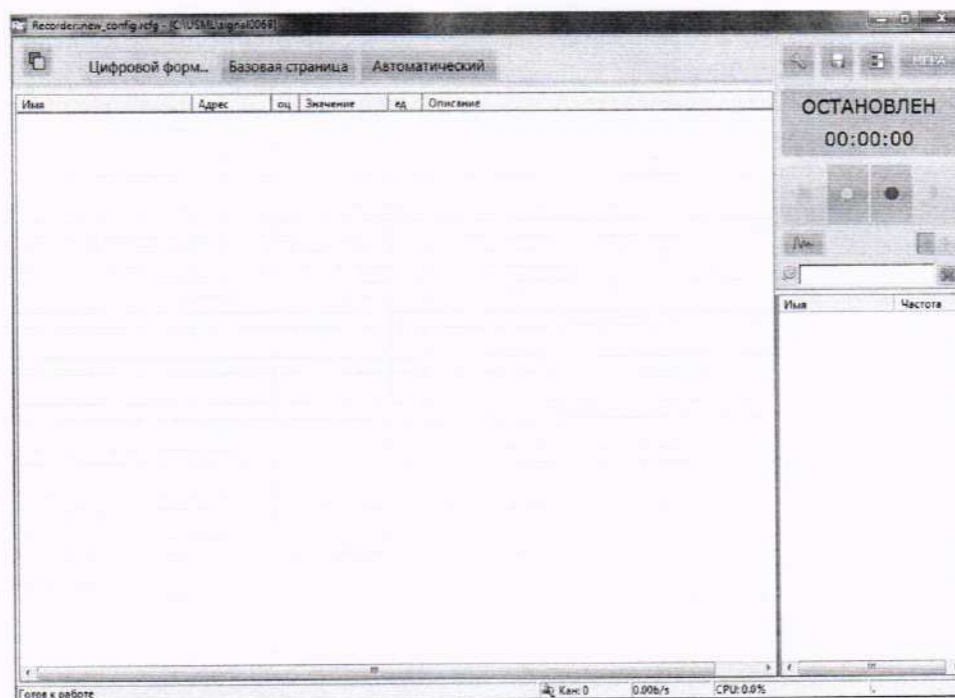 Recorder:new_config.rcfg - [C:\USML\signal0068]
Цифровой форм... Базовая страница Автоматический
Имя Адрес оц Значение ед Описание
ОСТАНОВЛЕН
00:00:00
Имя Частота
Готов к работе Кан: 0 0.00b/s CPU: 0.0%